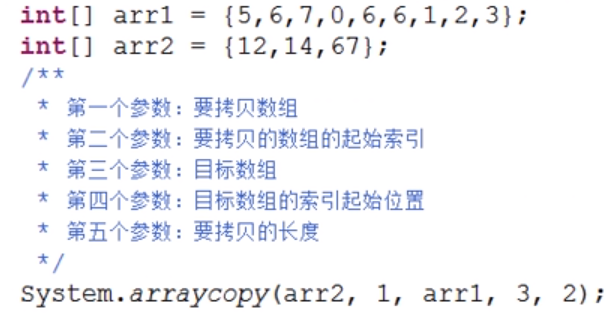 int[] arr1 = {5,6,7,0,6,6,1,2,3};
int[] arr2 = {12,14,67};
/**
* 第一个参数：要拷贝数组
* 第二个参数：要拷贝的数组的起始索引
* 第三个参数：目标数组
* 第四个参数：目标数组的索引起始位置
* 第五个参数：要拷贝的长度
*/
System.arraycopy(arr2, 1, arr1, 3, 2);